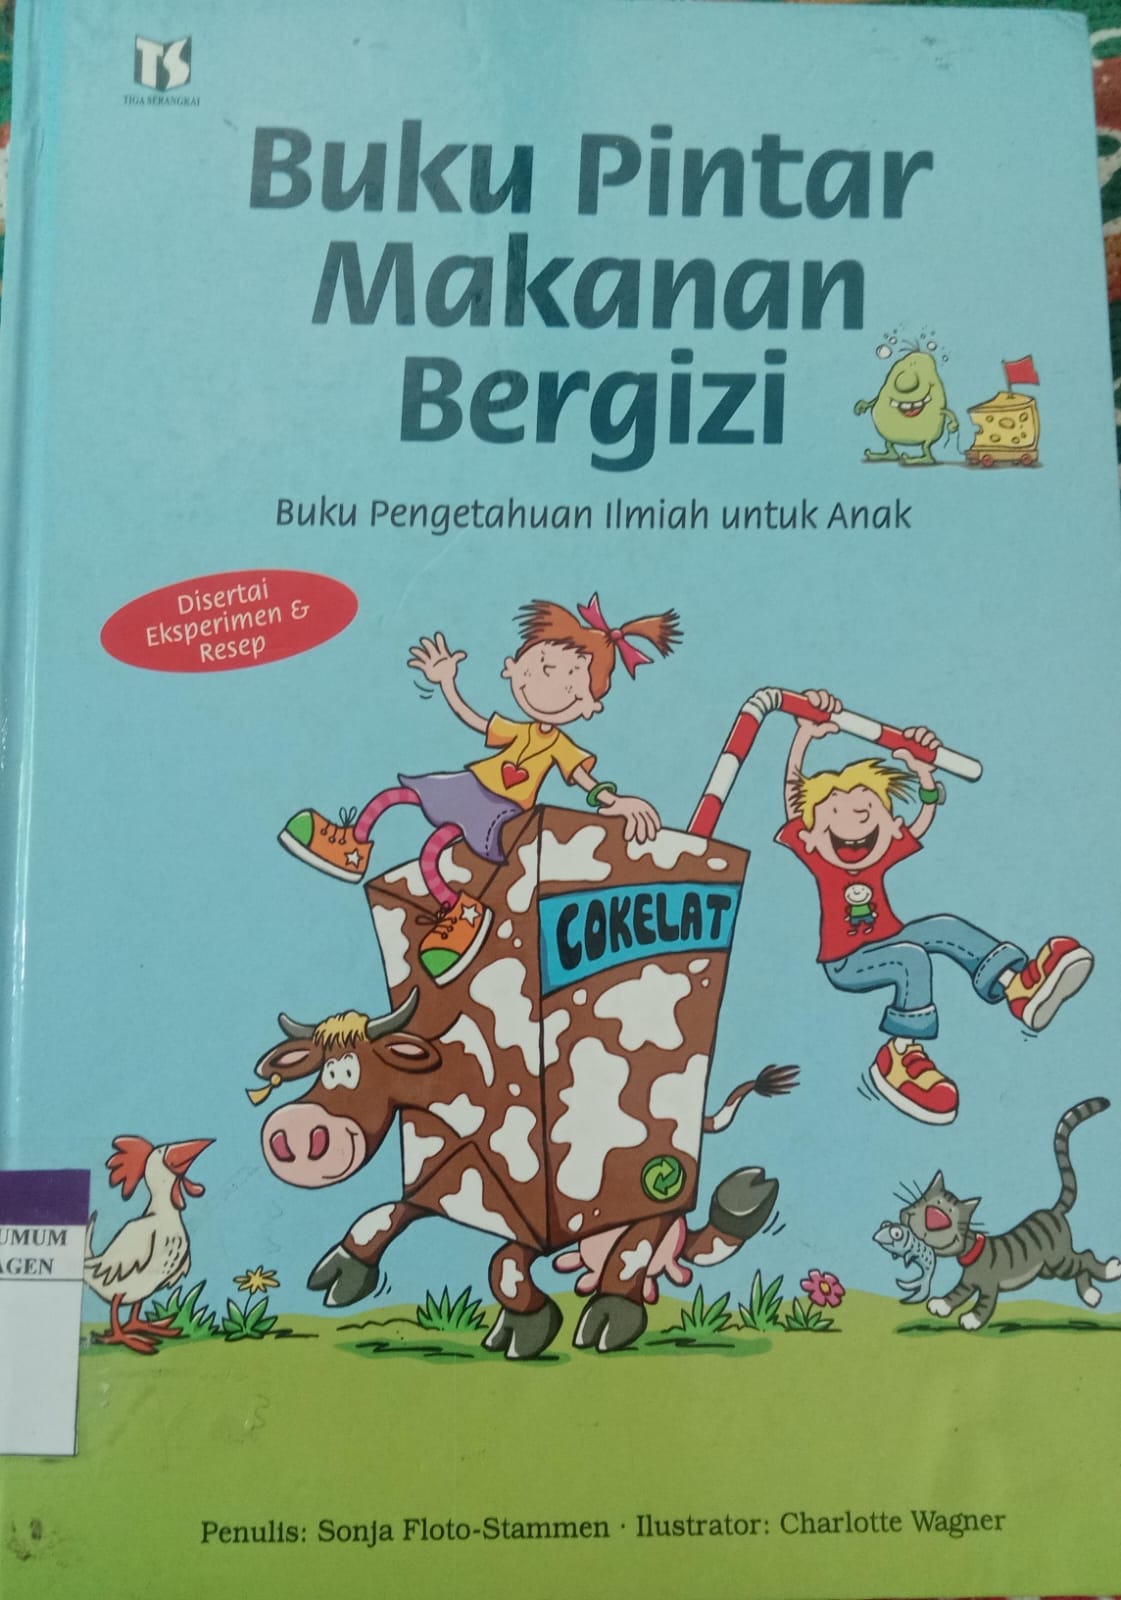 TS
TIGA SERANGKAI
Buku Pintar
Makanan
Bergizi
Buku Pengetahuan Ilmiah untuk Anak
Disertai
Eksperimen &
Resep
COKELAT
UMUM
AGEN
Penulis: Sonja Floto-Stammen · Ilustrator: Charlotte Wagner